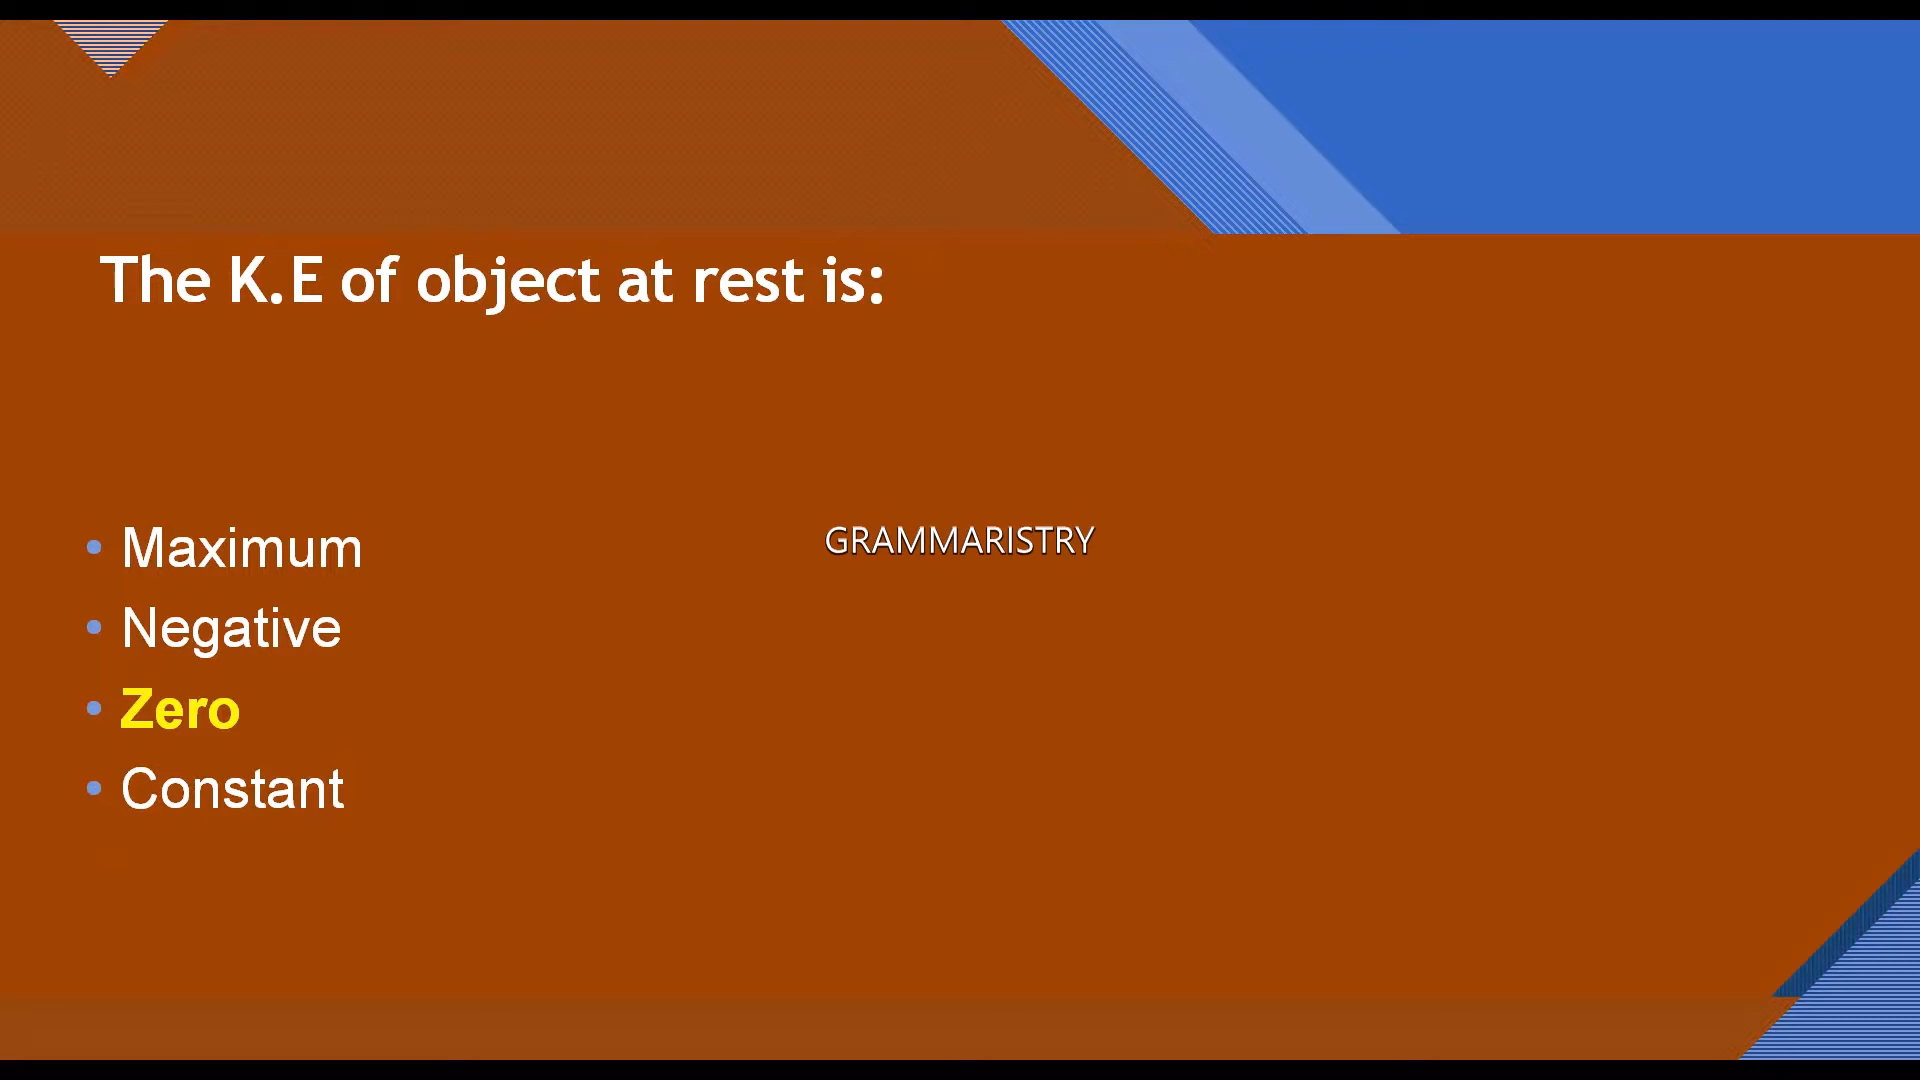 The K.E of object at rest is:
GRAMMARISTRY
• Maximum
• Negative
• Zero
• Constant